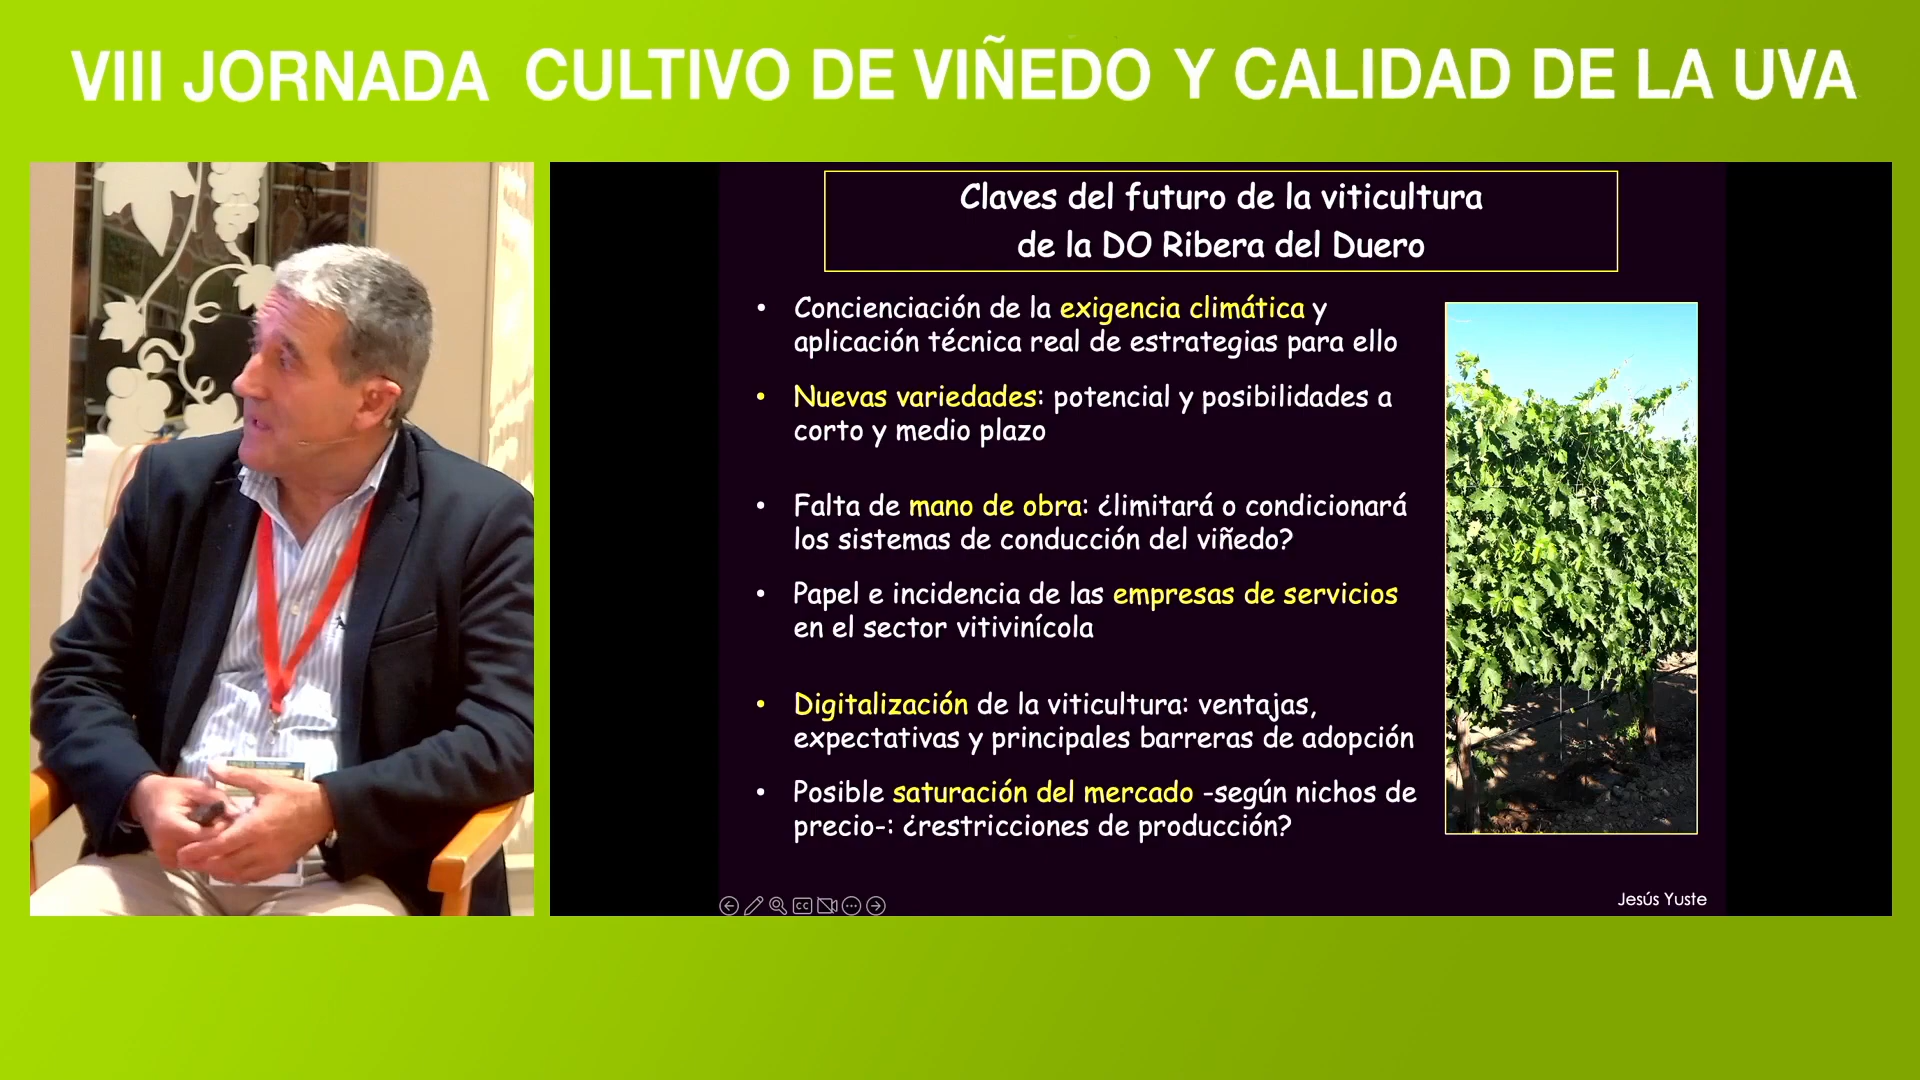 VIII JORNADA CULTIVO DE VIÑEDO Y CALIDAD DE LA UVA
Claves del futuro de la viticultura
de la DO Ribera del Duero
• Concienciación de la exigencia climática y
aplicación técnica real de estrategias para ello
• Nuevas variedades: potencial y posibilidades a
corto y medio plazo
• Falta de mano de obra: ¿limitará o condicionará
los sistemas de conducción del viñedo?
• Papel e incidencia de las empresas de servicios
en el sector vitivinícola
• Digitalización de la viticultura: ventajas,
expectativas y principales barreras de adopción
• Posible saturación del mercado -según nichos de
precio-: ¿restricciones de producción?
CC
Jesús Yuste